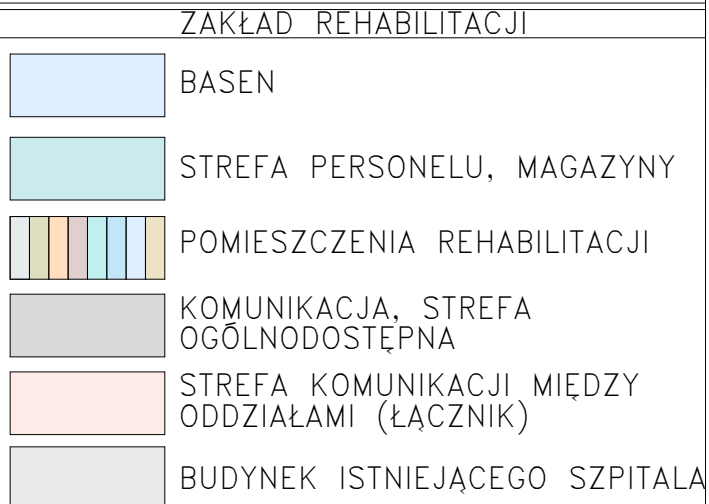 ZAKŁAD REHABILITACJI
BASEN
STREFA PERSONELU, MAGAZYNY
POMIESZCZENIA REHABILITACJI
KOMUNIKACJA, STREFA
OGÓLNODOSTĘPNA
STREFA KOMUNIKACJI MIĘDZY
ODDZIAŁAMI (ŁĄCZNIK)
BUDYNEK ISTNIEJĄCEGO SZPITALA